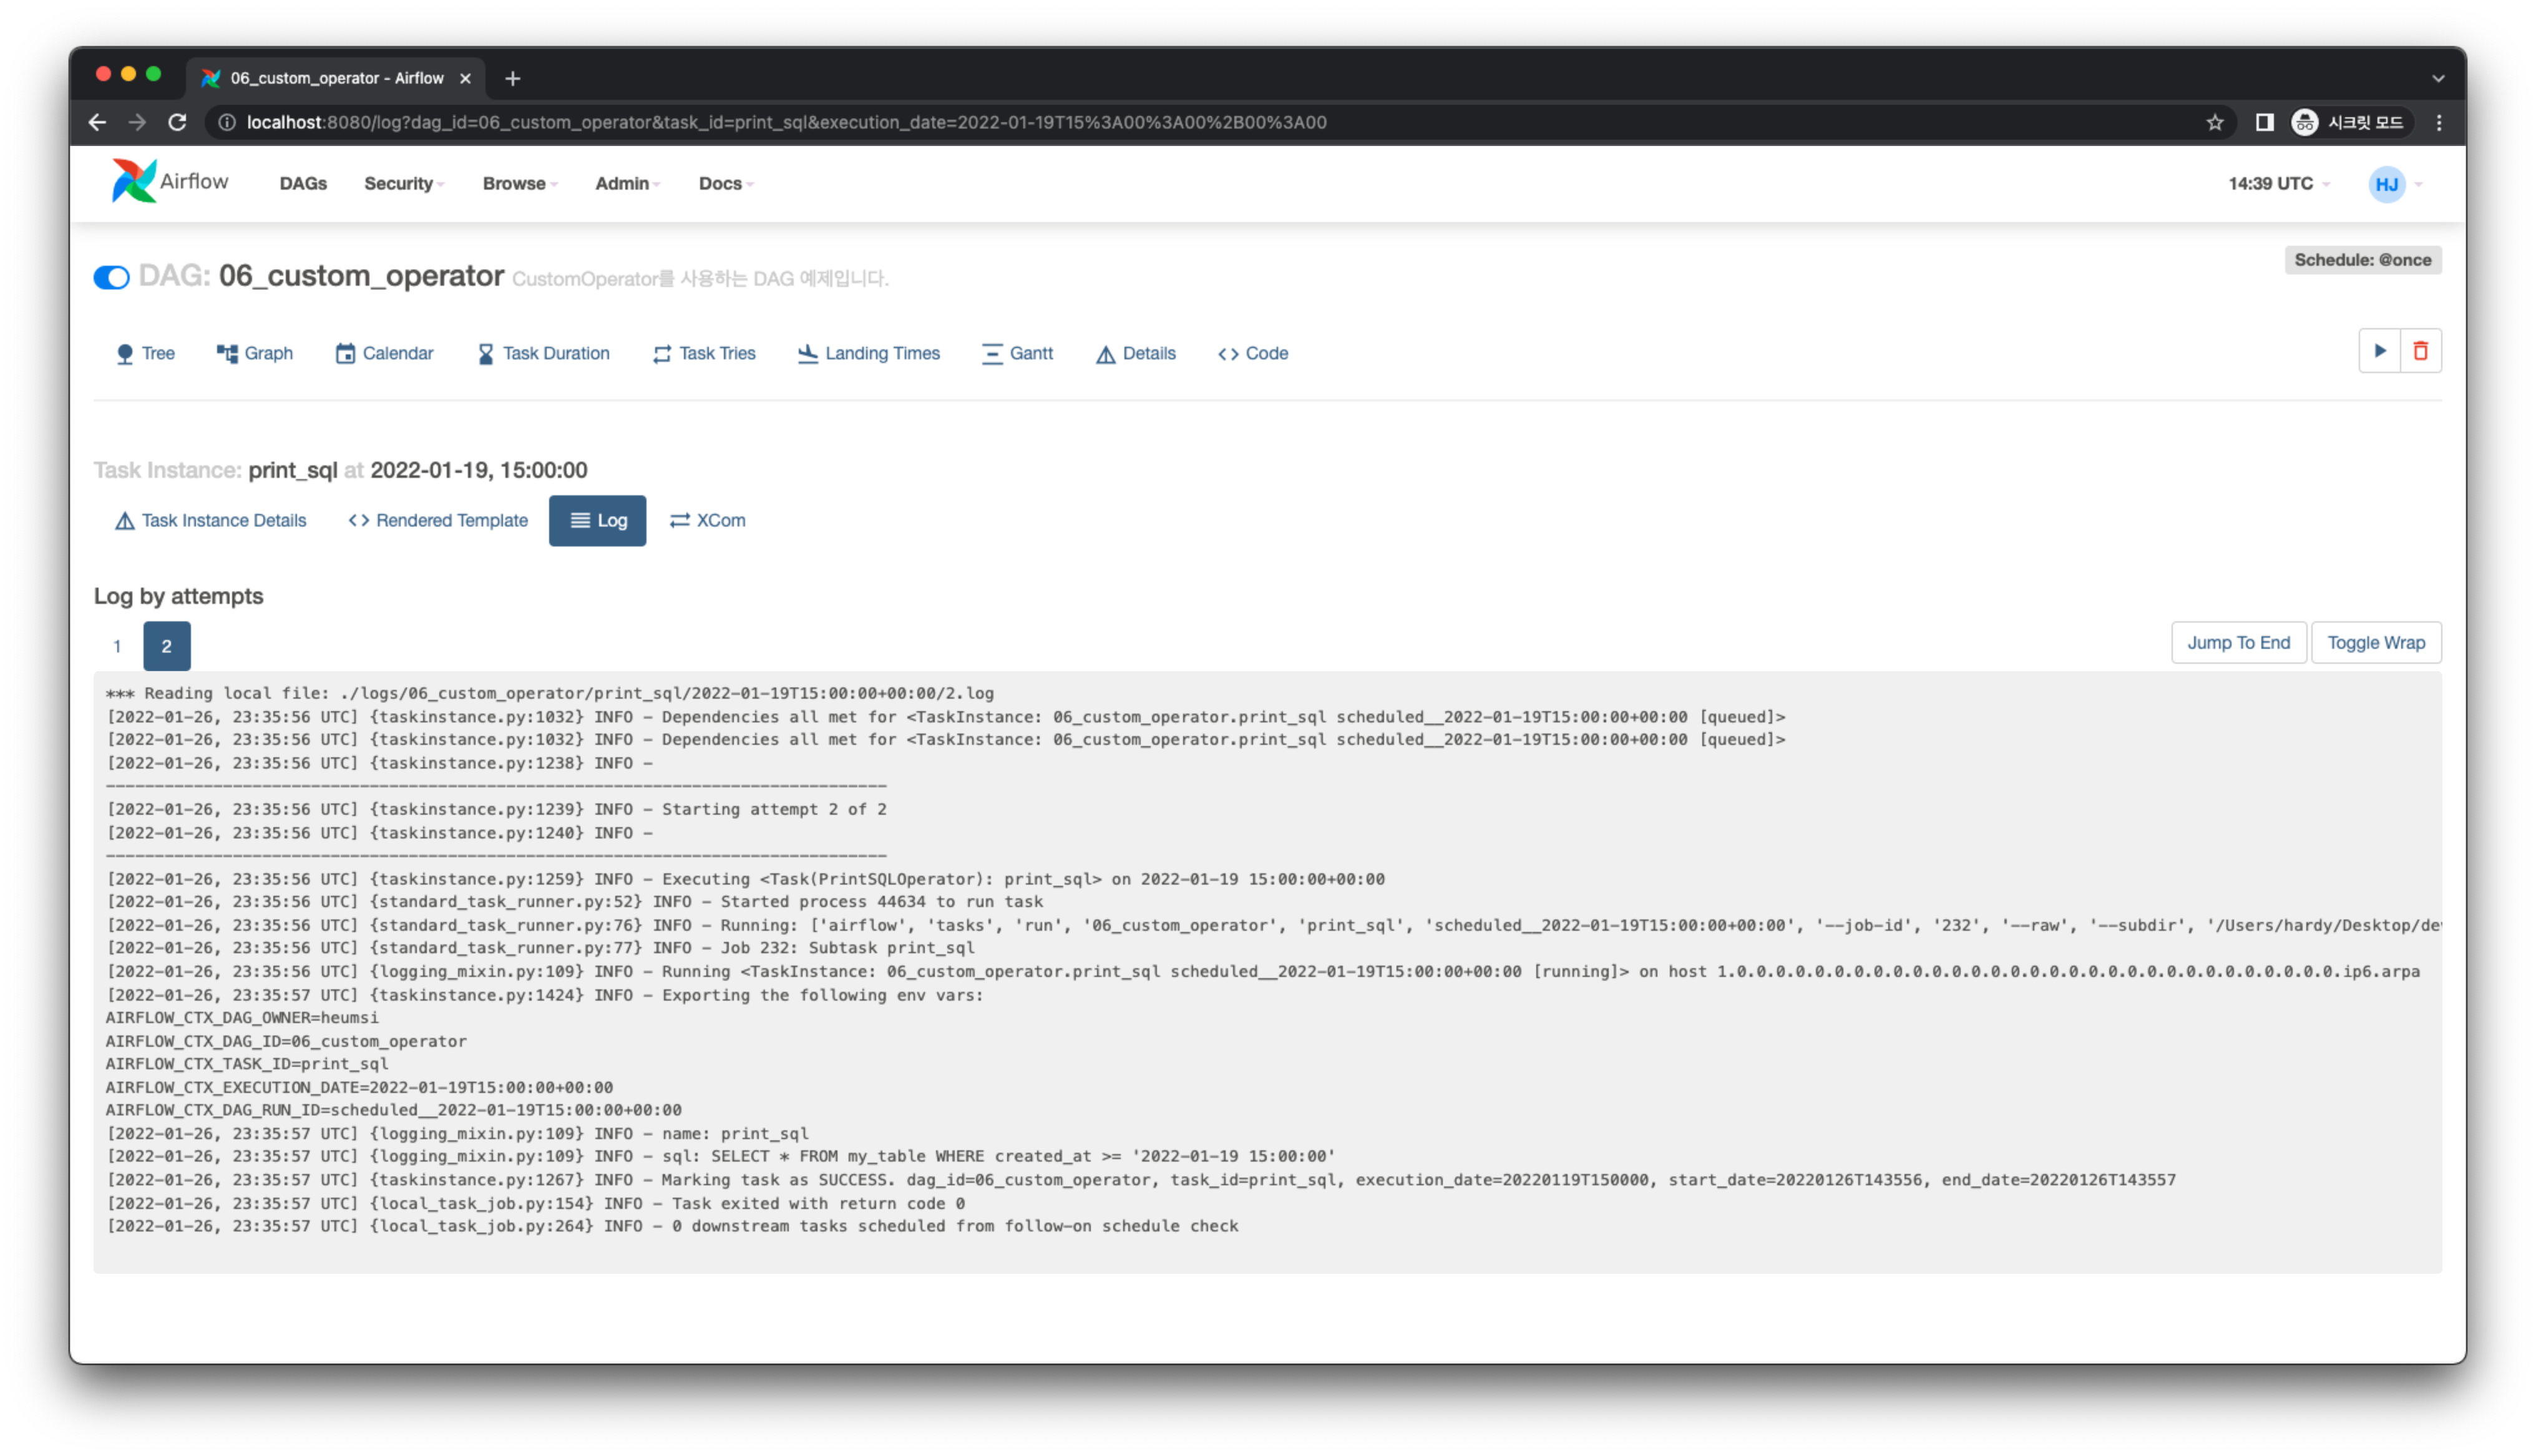 06_custom_operator - Airflow
localhost:8080/log?dag_id=06_custom_operator&task_id=print_sql&execution_date=2022-01-19T15%3A00%3A00%2B00%3A00
시크릿 모드
Airflow DAGs Security Browse Admin Docs 14:39 UTC HJ
DAG: 06_custom_operator CustomOperator를 사용하는 DAG 예제입니다.
Schedule: @once
Tree Graph Calendar Task Duration Task Tries Landing Times Gantt Details Code
Task Instance: print_sql at 2022-01-19, 15:00:00
Task Instance Details Rendered Template Log XCom
Log by attempts
1 2
Jump To End Toggle Wrap
*** Reading local file: ./logs/06_custom_operator/print_sql/2022-01-19T15:00:00+00:00/2.log
[2022-01-26, 23:35:56 UTC] {taskinstance.py:1032} INFO - Dependencies all met for <TaskInstance: 06_custom_operator.print_sql scheduled__2022-01-19T15:00:00+00:00 [queued]>
[2022-01-26, 23:35:56 UTC] {taskinstance.py:1032} INFO - Dependencies all met for <TaskInstance: 06_custom_operator.print_sql scheduled__2022-01-19T15:00:00+00:00 [queued]>
[2022-01-26, 23:35:56 UTC] {taskinstance.py:1238} INFO -
--------------------------------------------------------------------------------
[2022-01-26, 23:35:56 UTC] {taskinstance.py:1239} INFO - Starting attempt 2 of 2
[2022-01-26, 23:35:56 UTC] {taskinstance.py:1240} INFO -
--------------------------------------------------------------------------------
[2022-01-26, 23:35:56 UTC] {taskinstance.py:1259} INFO - Executing <Task(PrintSQLOperator): print_sql> on 2022-01-19 15:00:00+00:00
[2022-01-26, 23:35:56 UTC] {standard_task_runner.py:52} INFO - Started process 44634 to run task
[2022-01-26, 23:35:56 UTC] {standard_task_runner.py:76} INFO - Running: ['airflow', 'tasks', 'run', '06_custom_operator', 'print_sql', 'scheduled__2022-01-19T15:00:00+00:00', '--job-id', '232', '--raw', '--subdir', '/Users/hardy/Desktop/de
[2022-01-26, 23:35:56 UTC] {standard_task_runner.py:77} INFO - Job 232: Subtask print_sql
[2022-01-26, 23:35:56 UTC] {logging_mixin.py:109} INFO - Running <TaskInstance: 06_custom_operator.print_sql scheduled__2022-01-19T15:00:00+00:00 [running]> on host 1.0.0.0.0.0.0.0.0.0.0.0.0.0.0.0.0.0.0.0.0.0.0.0.0.0.0.0.0.0.0.0.ip6.arpa
[2022-01-26, 23:35:57 UTC] {taskinstance.py:1424} INFO - Exporting the following env vars:
AIRFLOW_CTX_DAG_OWNER=heumsi
AIRFLOW_CTX_DAG_ID=06_custom_operator
AIRFLOW_CTX_TASK_ID=print_sql
AIRFLOW_CTX_EXECUTION_DATE=2022-01-19T15:00:00+00:00
AIRFLOW_CTX_DAG_RUN_ID=scheduled__2022-01-19T15:00:00+00:00
[2022-01-26, 23:35:57 UTC] {logging_mixin.py:109} INFO - name: print_sql
[2022-01-26, 23:35:57 UTC] {logging_mixin.py:109} INFO - sql: SELECT * FROM my_table WHERE created_at >= '2022-01-19 15:00:00'
[2022-01-26, 23:35:57 UTC] {taskinstance.py:1267} INFO - Marking task as SUCCESS. dag_id=06_custom_operator, task_id=print_sql, execution_date=20220119T150000, start_date=20220126T143556, end_date=20220126T143557
[2022-01-26, 23:35:57 UTC] {local_task_job.py:154} INFO - Task exited with return code 0
[2022-01-26, 23:35:57 UTC] {local_task_job.py:264} INFO - 0 downstream tasks scheduled from follow-on schedule check